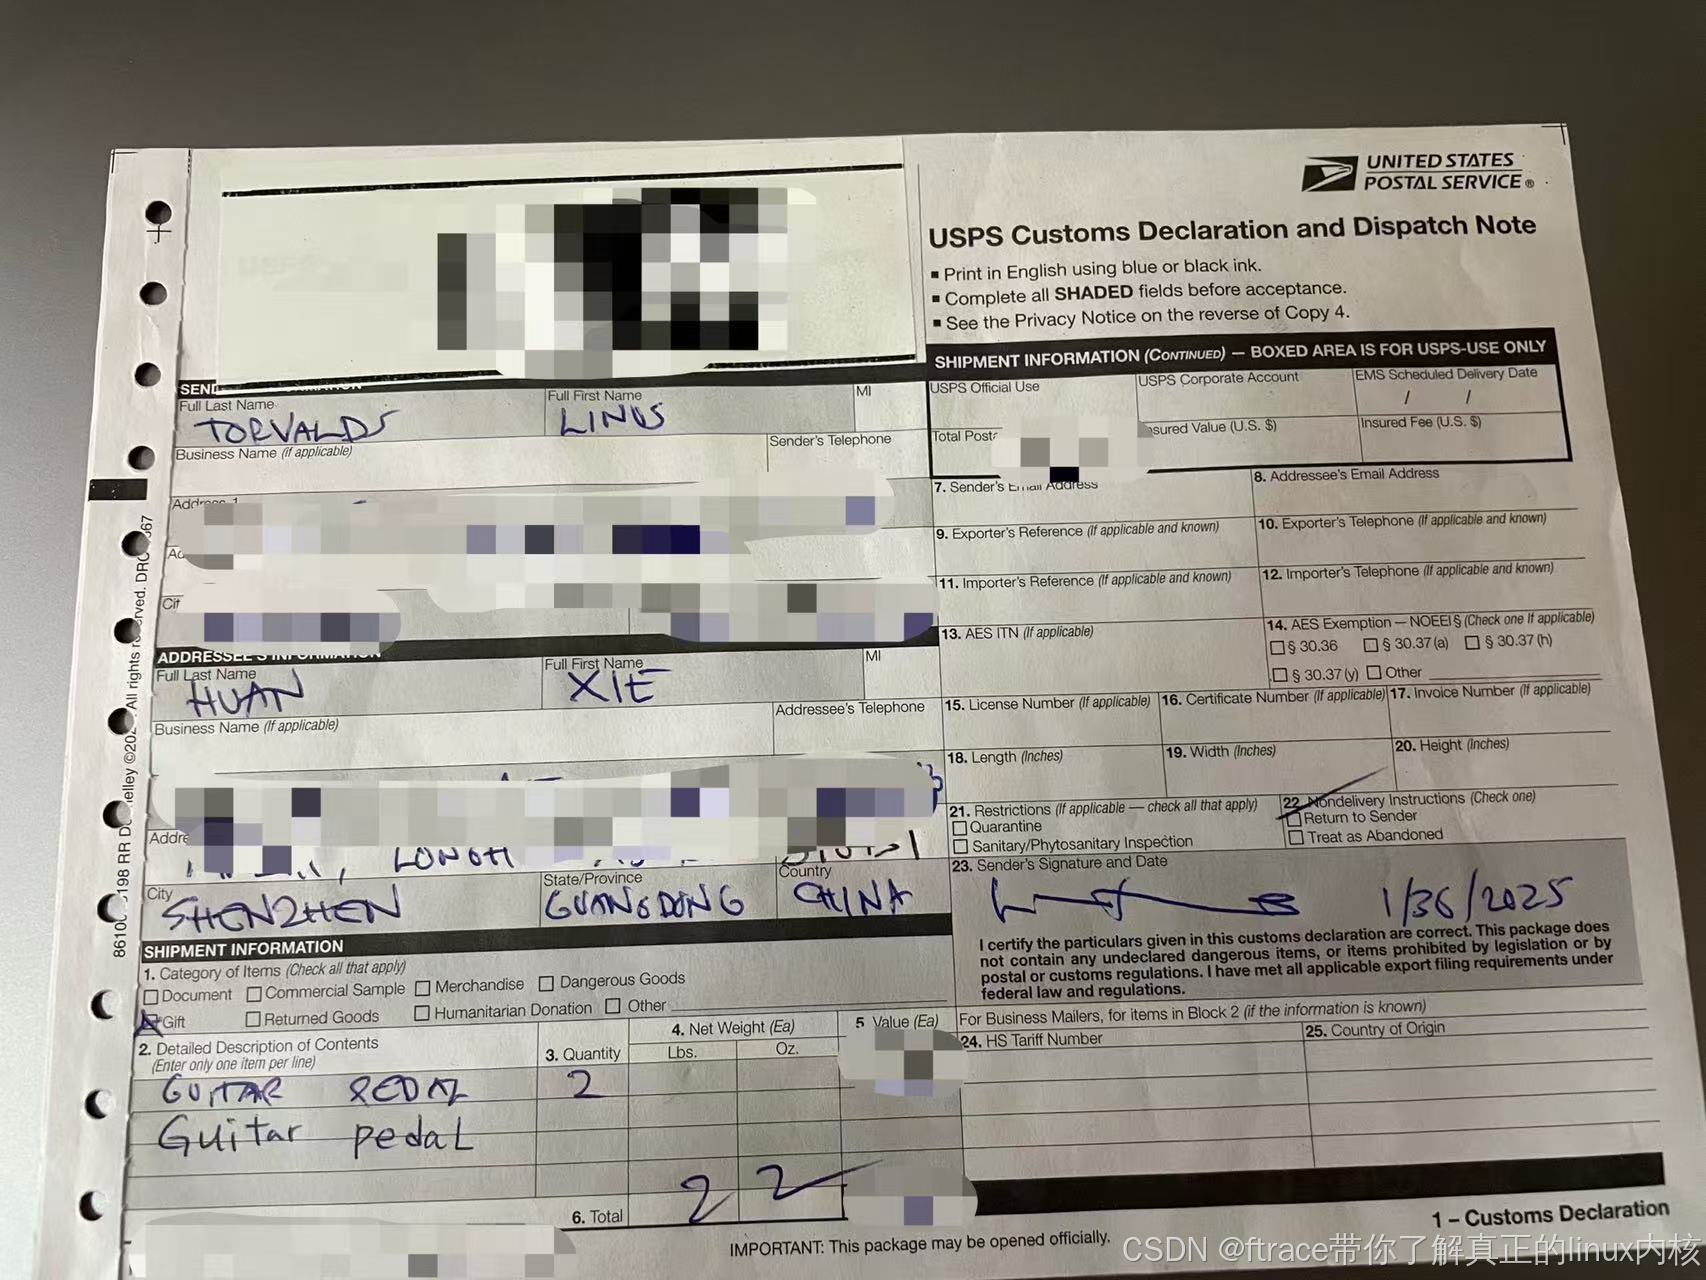 UNITED STATES
POSTAL SERVICE ®
USPS Customs Declaration and Dispatch Note
▪ Print in English using blue or black ink.
▪ Complete all SHADED fields before acceptance.
▪ See the Privacy Notice on the reverse of Copy 4.
SHIPMENT INFORMATION (CONTINUED) — BOXED AREA IS FOR USPS-USE ONLY
USPS Official Use
USPS Corporate Account
EMS Scheduled Delivery Date
/ /
Insured Value (U.S. $)
Insured Fee (U.S. $)
Full Last Name
TORVALDS
Full First Name
LINUS
MI
Business Name (if applicable)
Sender's Telephone
ADDRESSEE'S INFORMATION
Full Last Name
HUAN
Full First Name
XIE
MI
Business Name (If applicable)
Addressee's Telephone
City
SHENZHEN
State/Province
GUANGDONG
Country
CHINA
SHIPMENT INFORMATION
1. Category of Items (Check all that apply)
Document
Commercial Sample
Merchandise
Dangerous Goods
Gift
Returned Goods
Humanitarian Donation
Other
2. Detailed Description of Contents
(Enter only one item per line)
3. Quantity
4. Net Weight (Ea)
Lbs.
Oz.
5 Value (Ea)
GUITAR PEDAL 2
Guitar pedal
6. Total
2 2
IMPORTANT: This package may be opened officially.
7. Sender's Email Address
8. Addressee's Email Address
9. Exporter's Reference (If applicable and known)
10. Exporter's Telephone (If applicable and known)
11. Importer's Reference (If applicable and known)
12. Importer's Telephone (If applicable and known)
13. AES ITN (If applicable)
14. AES Exemption — NOEEI § (Check one If applicable)
§ 30.36
§ 30.37 (a)
§ 30.37 (h)
§ 30.37 (y)
Other
15. License Number (If applicable)
16. Certificate Number (If applicable)
17. Invoice Number (If applicable)
18. Length (Inches)
19. Width (Inches)
20. Height (Inches)
21. Restrictions (If applicable — check all that apply)
Quarantine
Sanitary/Phytosanitary Inspection
22. Nondelivery Instructions (Check one)
Return to Sender
Treat as Abandoned
23. Sender's Signature and Date
1/36/2025
I certify the particulars given in this customs declaration are correct. This package does
not contain any undeclared dangerous items, or items prohibited by legislation or by
postal or customs regulations. I have met all applicable export filing requirements under
federal law and regulations.
For Business Mailers, for items in Block 2 (if the information is known)
24. HS Tariff Number
25. Country of Origin
1 – Customs Declaration
CSDN @ftrace带你了解真正的linux内核